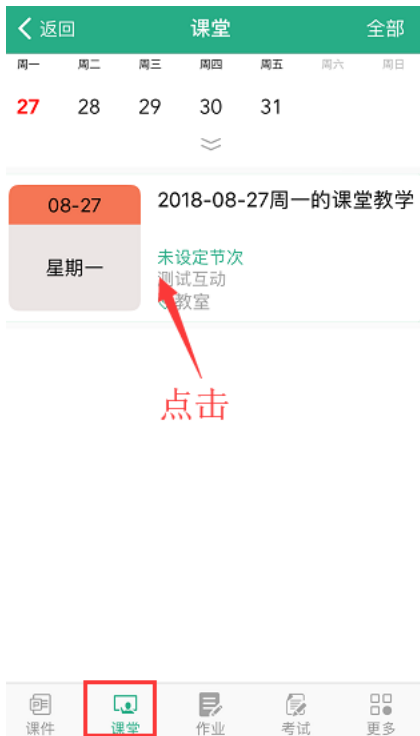 返回 课堂 全部
周一 周二 周三 周四 周五 周六 周日
27 28 29 30 31
08-27
星期一
2018-08-27周一的课堂教学
未设定节次
测试互动
教室
点击
课件 课堂 作业 考试 更多